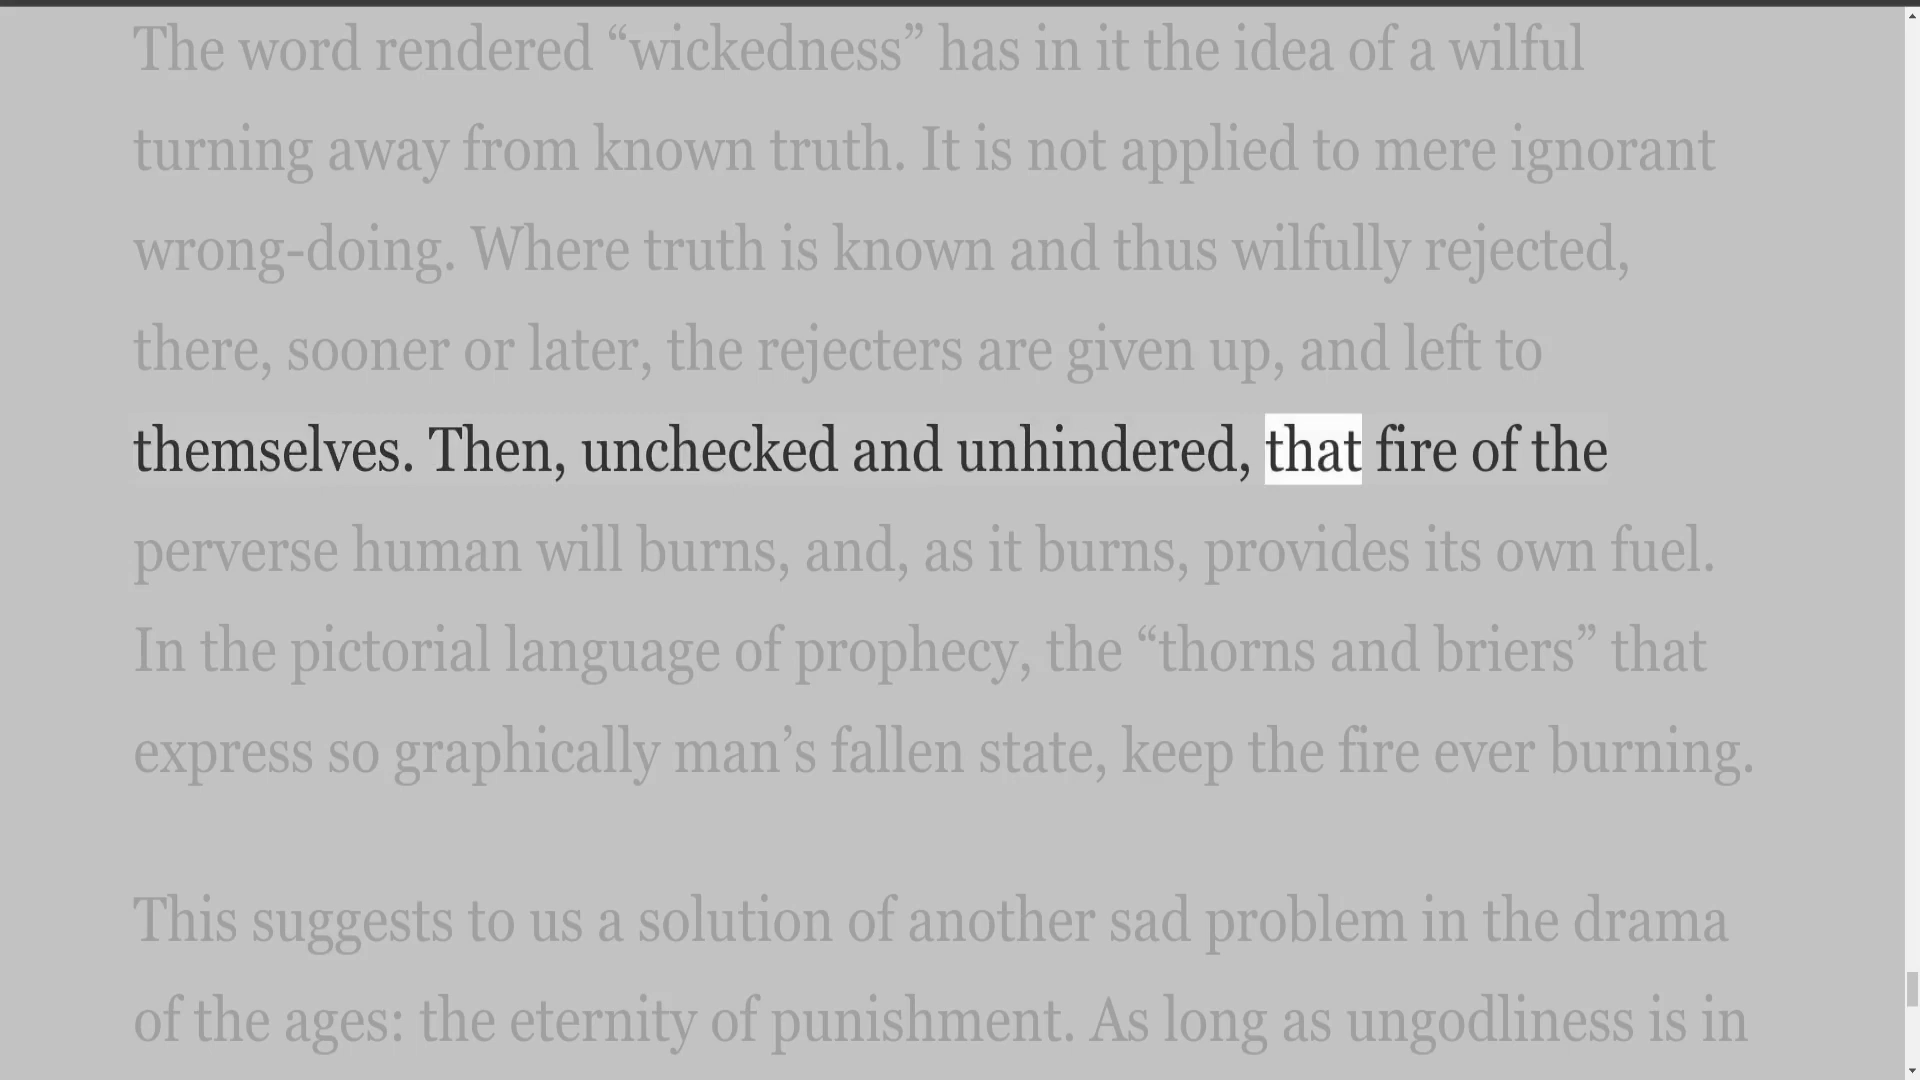 The word rendered “wickedness” has in it the idea of a wilful
turning away from known truth. It is not applied to mere ignorant
wrong-doing. Where truth is known and thus wilfully rejected,
there, sooner or later, the rejecters are given up, and left to
themselves. Then, unchecked and unhindered, that fire of the
perverse human will burns, and, as it burns, provides its own fuel.
In the pictorial language of prophecy, the “thorns and briers” that
express so graphically man’s fallen state, keep the fire ever burning.
This suggests to us a solution of another sad problem in the drama
of the ages: the eternity of punishment. As long as ungodliness is in